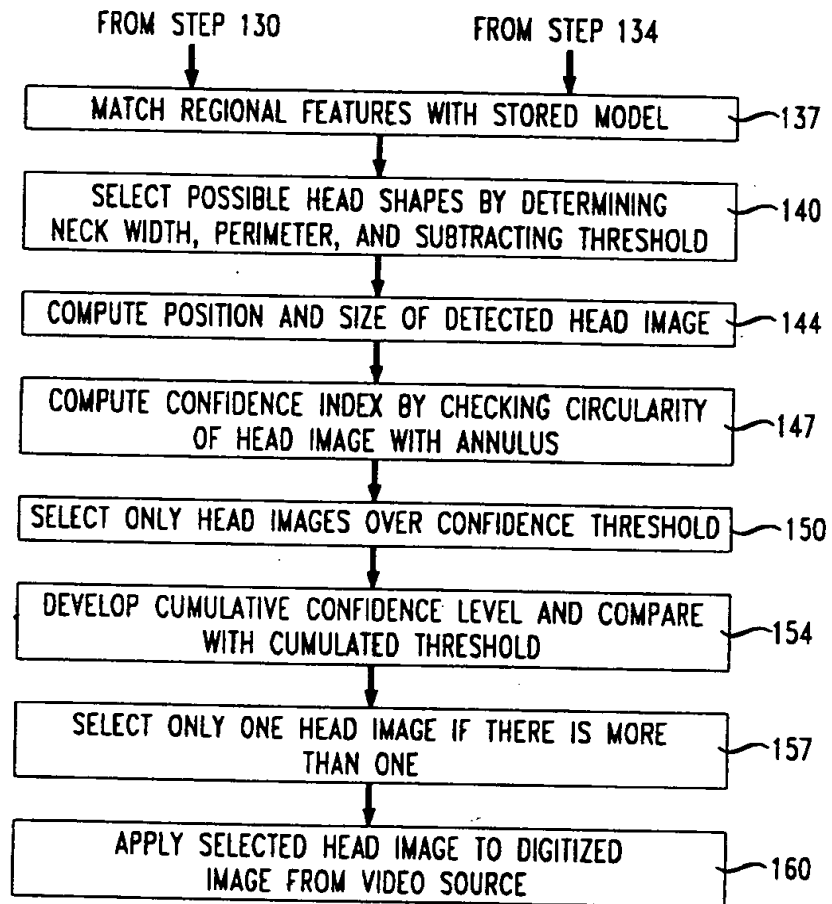 FROM STEP 130
FROM STEP 134
MATCH REGIONAL FEATURES WITH STORED MODEL
137
SELECT POSSIBLE HEAD SHAPES BY DETERMINING
NECK WIDTH, PERIMETER, AND SUBTRACTING THRESHOLD
140
COMPUTE POSITION AND SIZE OF DETECTED HEAD IMAGE
144
COMPUTE CONFIDENCE INDEX BY CHECKING CIRCULARITY
OF HEAD IMAGE WITH ANNULUS
147
SELECT ONLY HEAD IMAGES OVER CONFIDENCE THRESHOLD
150
DEVELOP CUMULATIVE CONFIDENCE LEVEL AND COMPARE
WITH CUMULATED THRESHOLD
154
SELECT ONLY ONE HEAD IMAGE IF THERE IS MORE
THAN ONE
157
APPLY SELECTED HEAD IMAGE TO DIGITIZED
IMAGE FROM VIDEO SOURCE
160